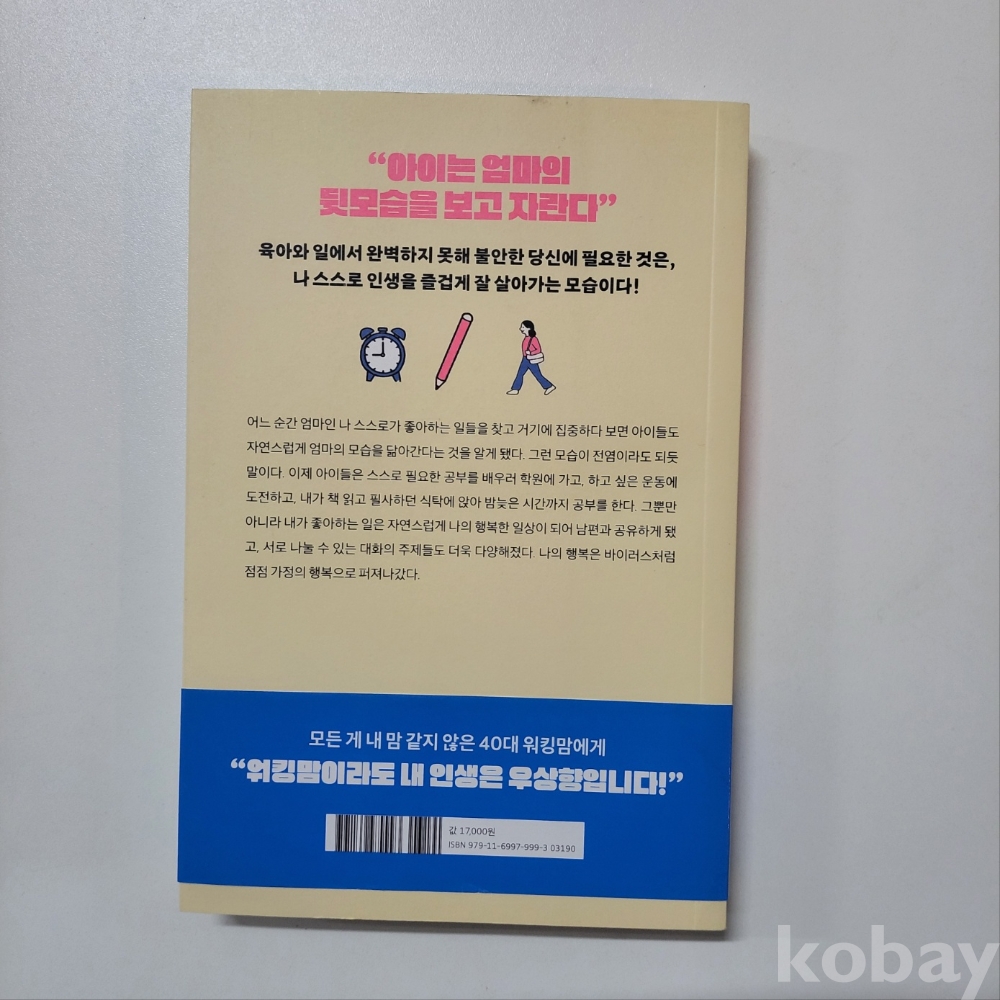 “아이는 엄마의
뒷모습을 보고 자란다”
육아와 일에서 완벽하지 못해 불안한 당신에 필요한 것은,
나 스스로 인생을 즐겁게 잘 살아가는 모습이다!
어느 순간 엄마인 나 스스로가 좋아하는 일들을 찾고 거기에 집중하다 보면 아이들도
자연스럽게 엄마의 모습을 닮아간다는 것을 알게 됐다. 그런 모습이 전염이라도 되듯
말이다. 이제 아이들은 스스로 필요한 공부를 배우러 학원에 가고, 하고 싶은 운동에
도전하고, 내가 책 읽고 필사하던 식탁에 앉아 밤늦은 시간까지 공부를 한다. 그뿐만
아니라 내가 좋아하는 일은 자연스럽게 나의 행복한 일상이 되어 남편과 공유하게 됐
고, 서로 나눌 수 있는 대화의 주제들도 더욱 다양해졌다. 나의 행복은 바이러스처럼
점점 가정의 행복으로 퍼져나갔다.
모든 게 내 맘 같지 않은 40대 워킹맘에게
“워킹맘이라도 내 인생은 우상향입니다!”
값 17,000원
ISBN 979-11-6997-999-3 03190
kobay